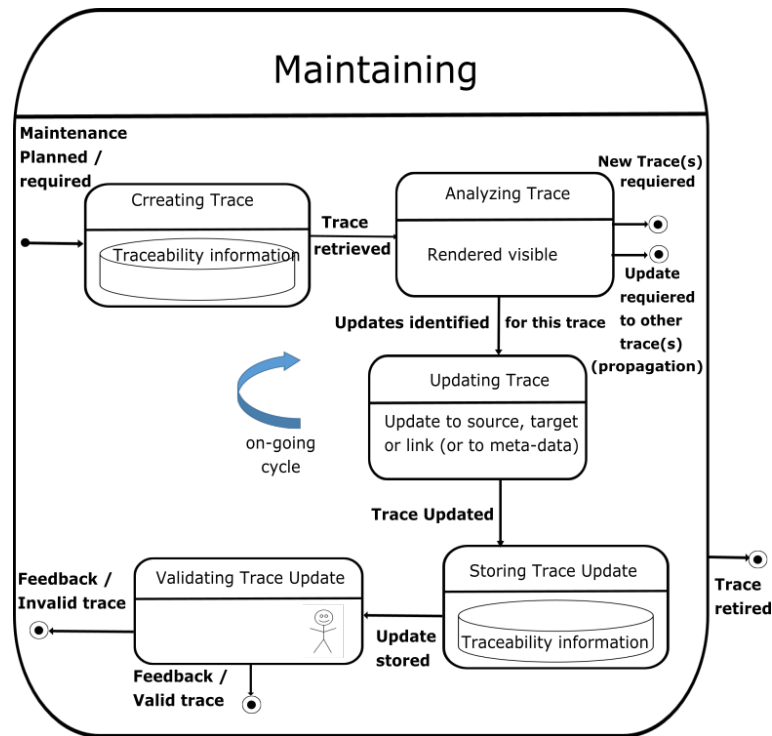 Maintaining
Maintenance
Planned /
required
Crreating Trace
Traceability information
Trace
retrieved
Analyzing Trace
Rendered visible
New Trace(s)
requiered
Update
requiered
to other
trace(s)
(propagation)
Updates identified for this trace
Updating Trace
Update to source, target
or link (or to meta-data)
on-going
cycle
Trace Updated
Storing Trace Update
Traceability information
Trace
retired
Update
stored
Validating Trace Update
Feedback /
Invalid trace
Feedback /
Valid trace